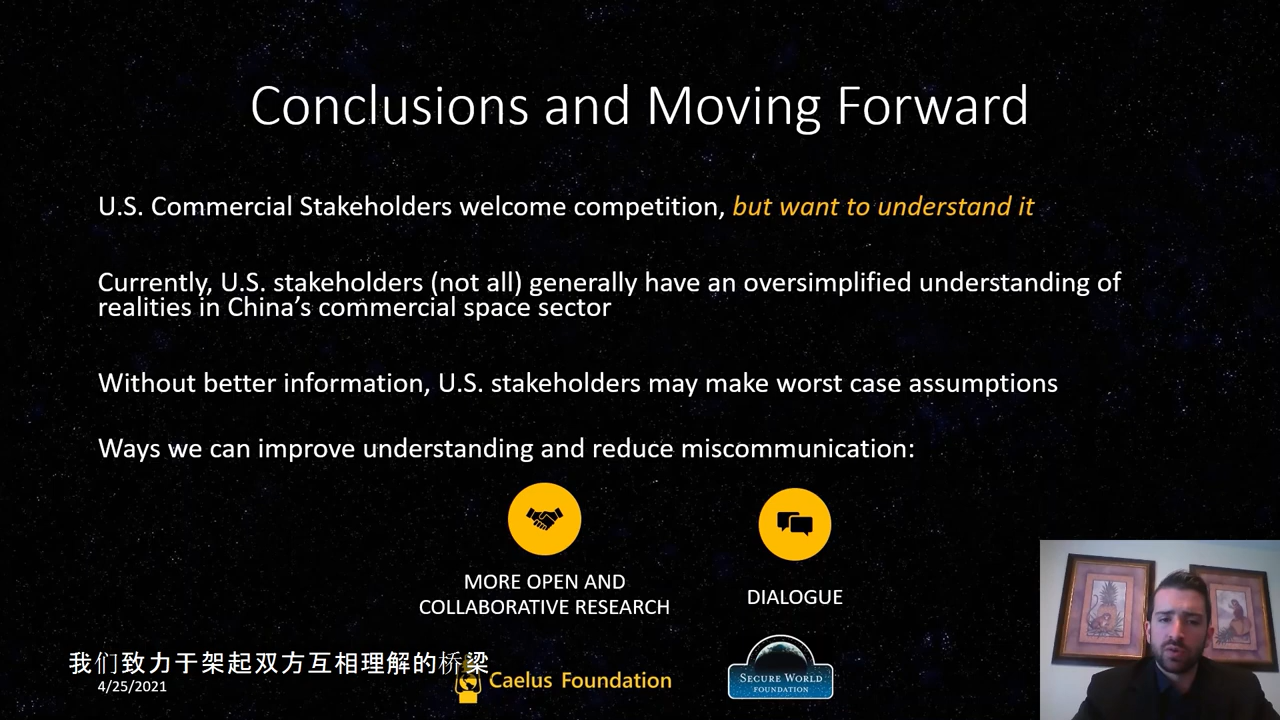 Conclusions and Moving Forward
U.S. Commercial Stakeholders welcome competition, but want to understand it
Currently, U.S. stakeholders (not all) generally have an oversimplified understanding of
realities in China’s commercial space sector
Without better information, U.S. stakeholders may make worst case assumptions
Ways we can improve understanding and reduce miscommunication:
MORE OPEN AND
COLLABORATIVE RESEARCH
DIALOGUE
我们致力于架起双方互相理解的桥梁
4/25/2021
Caelus Foundation
SECURE WORLD
FOUNDATION